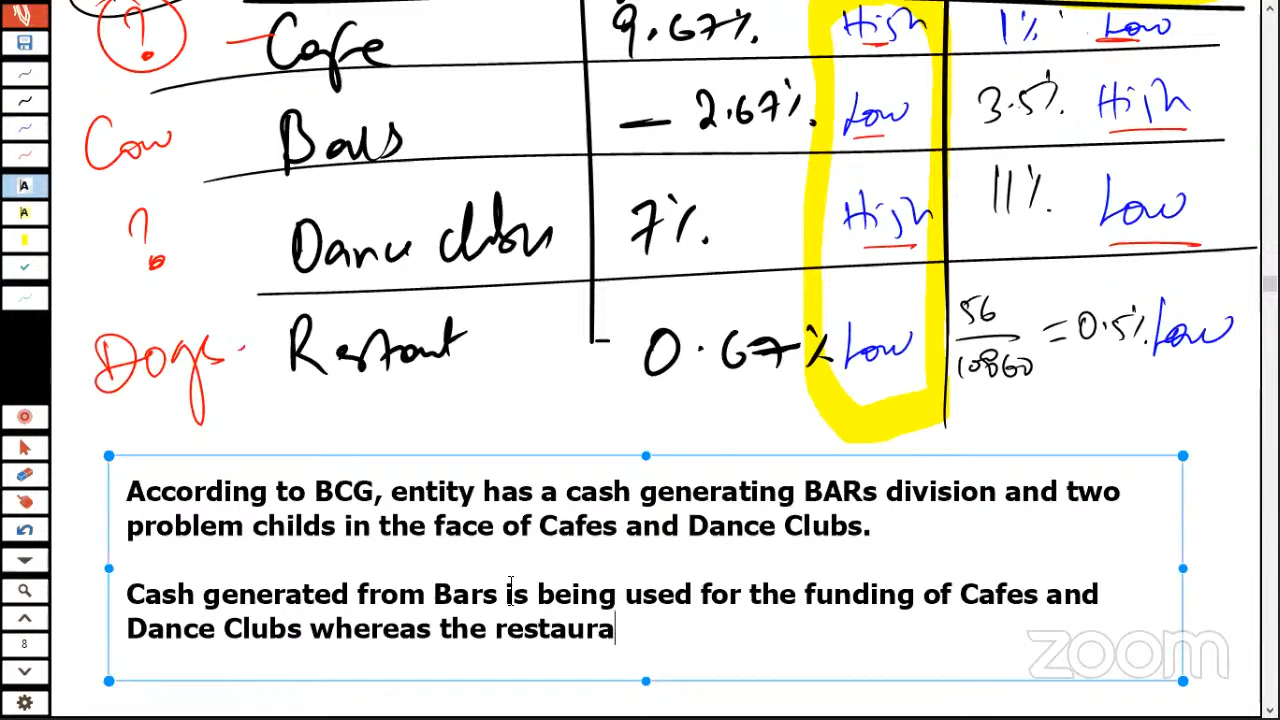 ? Cafe 9.67% High 1% Low
Cow Bars - 2.67% Low 3.5% High
? Dance clubs 7% High 11% Low
Dogs. - 0.67% Low 56 / 10860 = 0.5% Low
According to BCG, entity has a cash generating BARs division and two
problem childs in the face of Cafes and Dance Clubs.
Cash generated from Bars is being used for the funding of Cafes and
Dance Clubs whereas the restaura
zoom
8